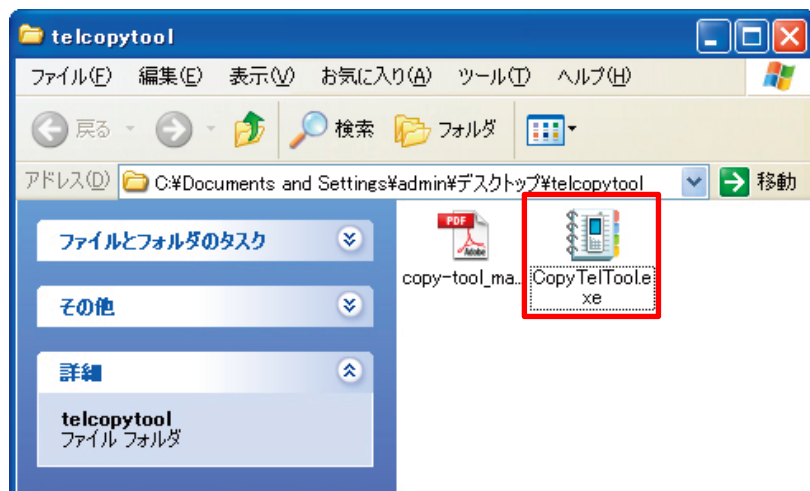 telcopytool
ファイル(F) 編集(E) 表示(V) お気に入り(A) ツール(T) ヘルプ(H)
戻る 検索 フォルダ
アドレス(D) C:¥Documents and Settings¥admin¥デスクトップ¥telcopytool 移動
ファイルとフォルダのタスク
その他
詳細
telcopytool
ファイル フォルダ
PDF
Adobe
copy-tool_ma...
CopyTelTool.e
xe